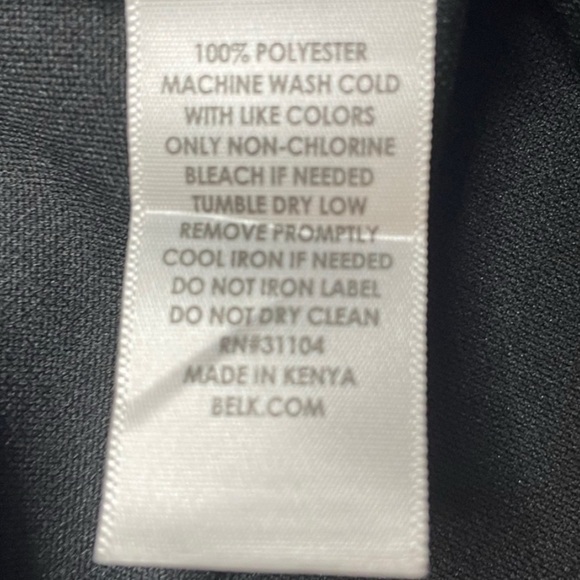 100% POLYESTER
MACHINE WASH COLD
WITH LIKE COLORS
ONLY NON-CHLORINE
BLEACH IF NEEDED
TUMBLE DRY LOW
REMOVE PROMPTLY
COOL IRON IF NEEDED
DO NOT IRON LABEL
DO NOT DRY CLEAN
RN#31104
MADE IN KENYA
BELK.COM